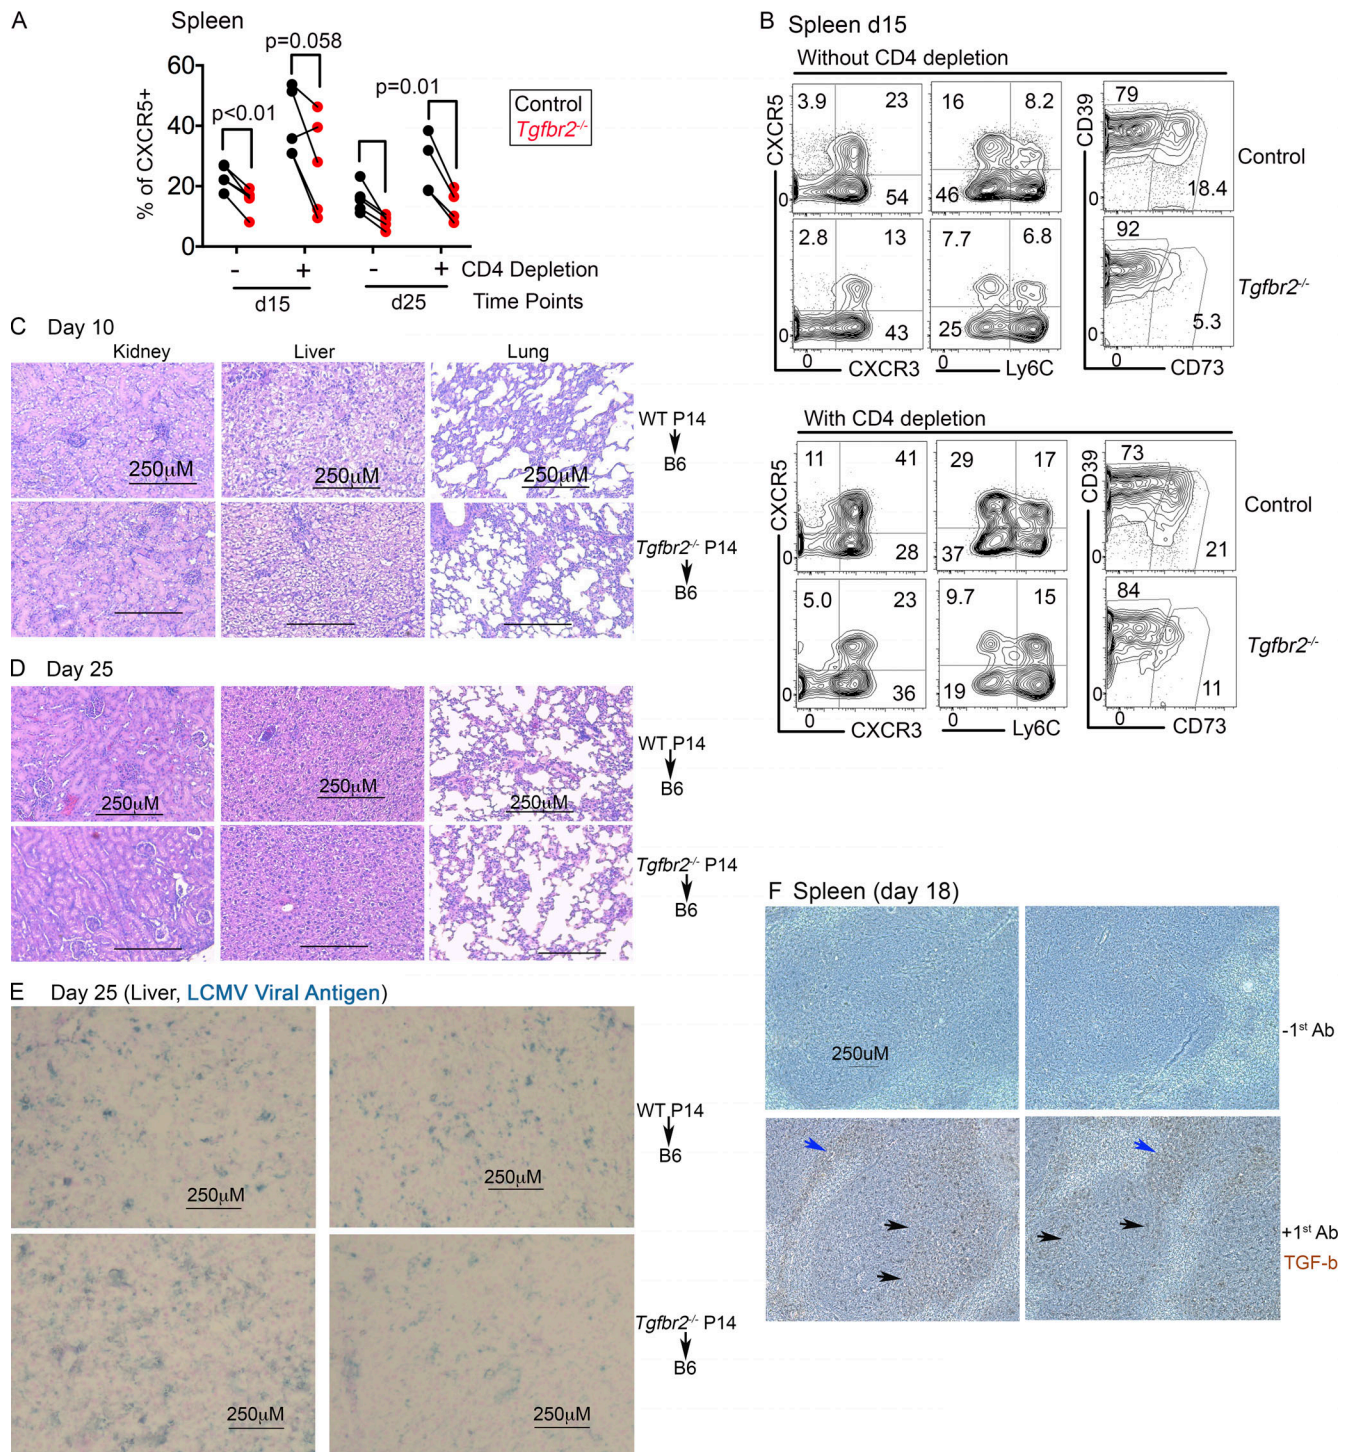 A
Spleen
p=0.058
p<0.01
p=0.01
% of CXCR5+
60
40
20
0
Control
Tgfbr2-/-
- + - + CD4 Depletion
d15 d25 Time Points
B Spleen d15
Without CD4 depletion
CXCR5
3.9 23
54
0
16 8.2
46
CD39
79
18.4
0
Control
2.8 13
43
0
0
CXCR3
7.7 6.8
25
0
Ly6C
92
5.3
0
0
CD73
Tgfbr2-/-
With CD4 depletion
CXCR5
11 41
28
0
29 17
37
CD39
73
21
0
Control
5.0 23
36
0
0
CXCR3
9.7 15
19
0
Ly6C
84
11
0
0
CD73
Tgfbr2-/-
C Day 10
Kidney Liver Lung
250µM 250µM 250µM
WT P14
B6
Tgfbr2-/- P14
B6
D Day 25
250µM 250µM 250µM
WT P14
B6
Tgfbr2-/- P14
B6
E Day 25 (Liver, LCMV Viral Antigen)
250µM 250µM
WT P14
B6
250µM 250µM
Tgfbr2-/- P14
B6
F Spleen (day 18)
250uM
-1st Ab
+1st Ab
TGF-b